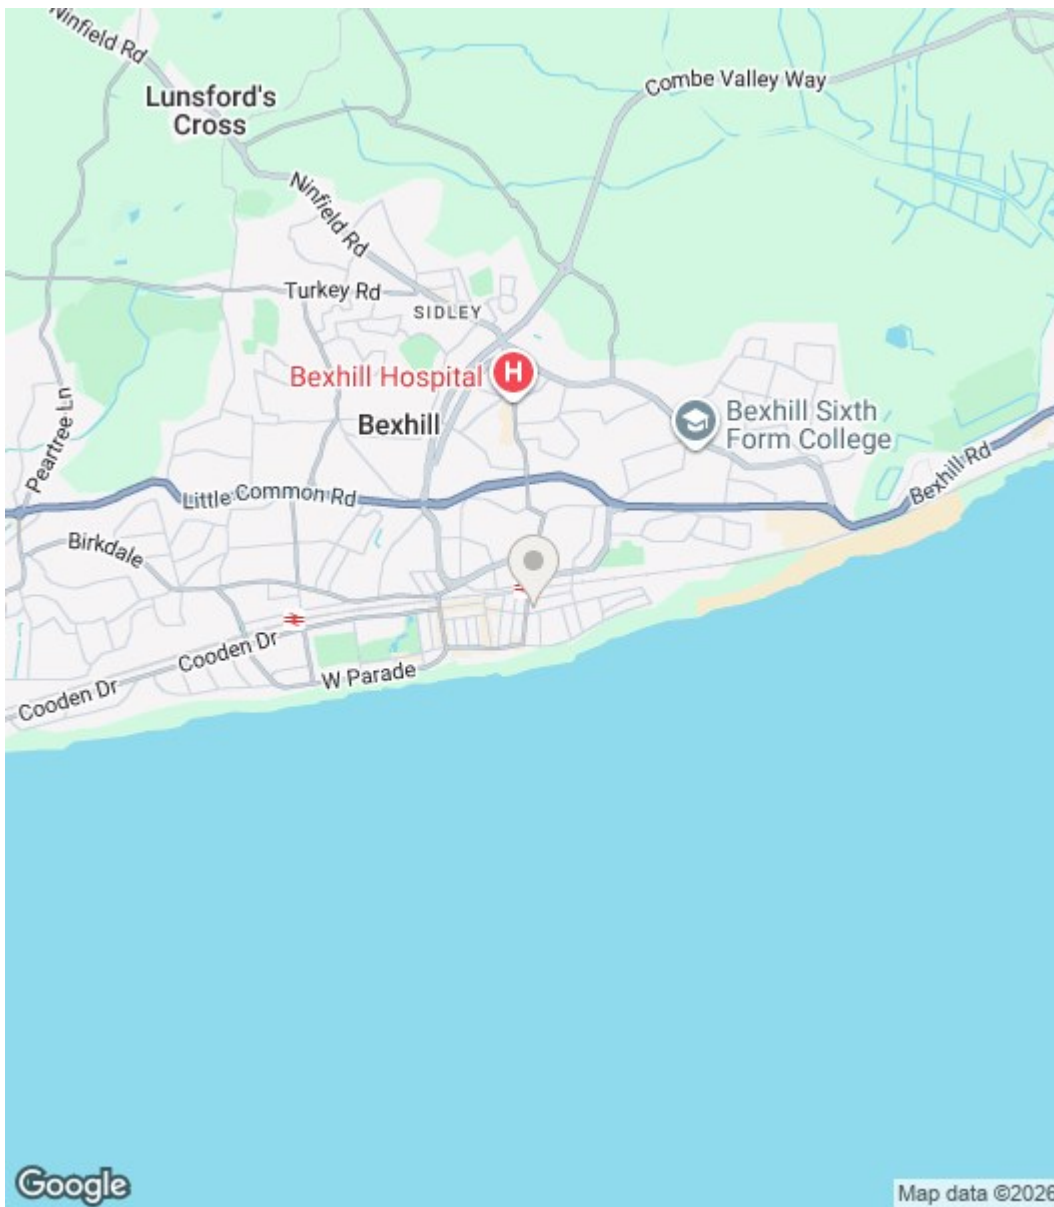 Ninfield Rd
Combe Valley Way
Lunsford's
Cross
Ninfield Rd
Turkey Rd
SIDLEY
Bexhill Hospital
H
Peartree Ln
Bexhill
Bexhill Sixth
Form College
Bexhill Rd
Little Common Rd
Birkdale
Cooden Dr
W Parade
Cooden Dr
Google
Map data ©2026